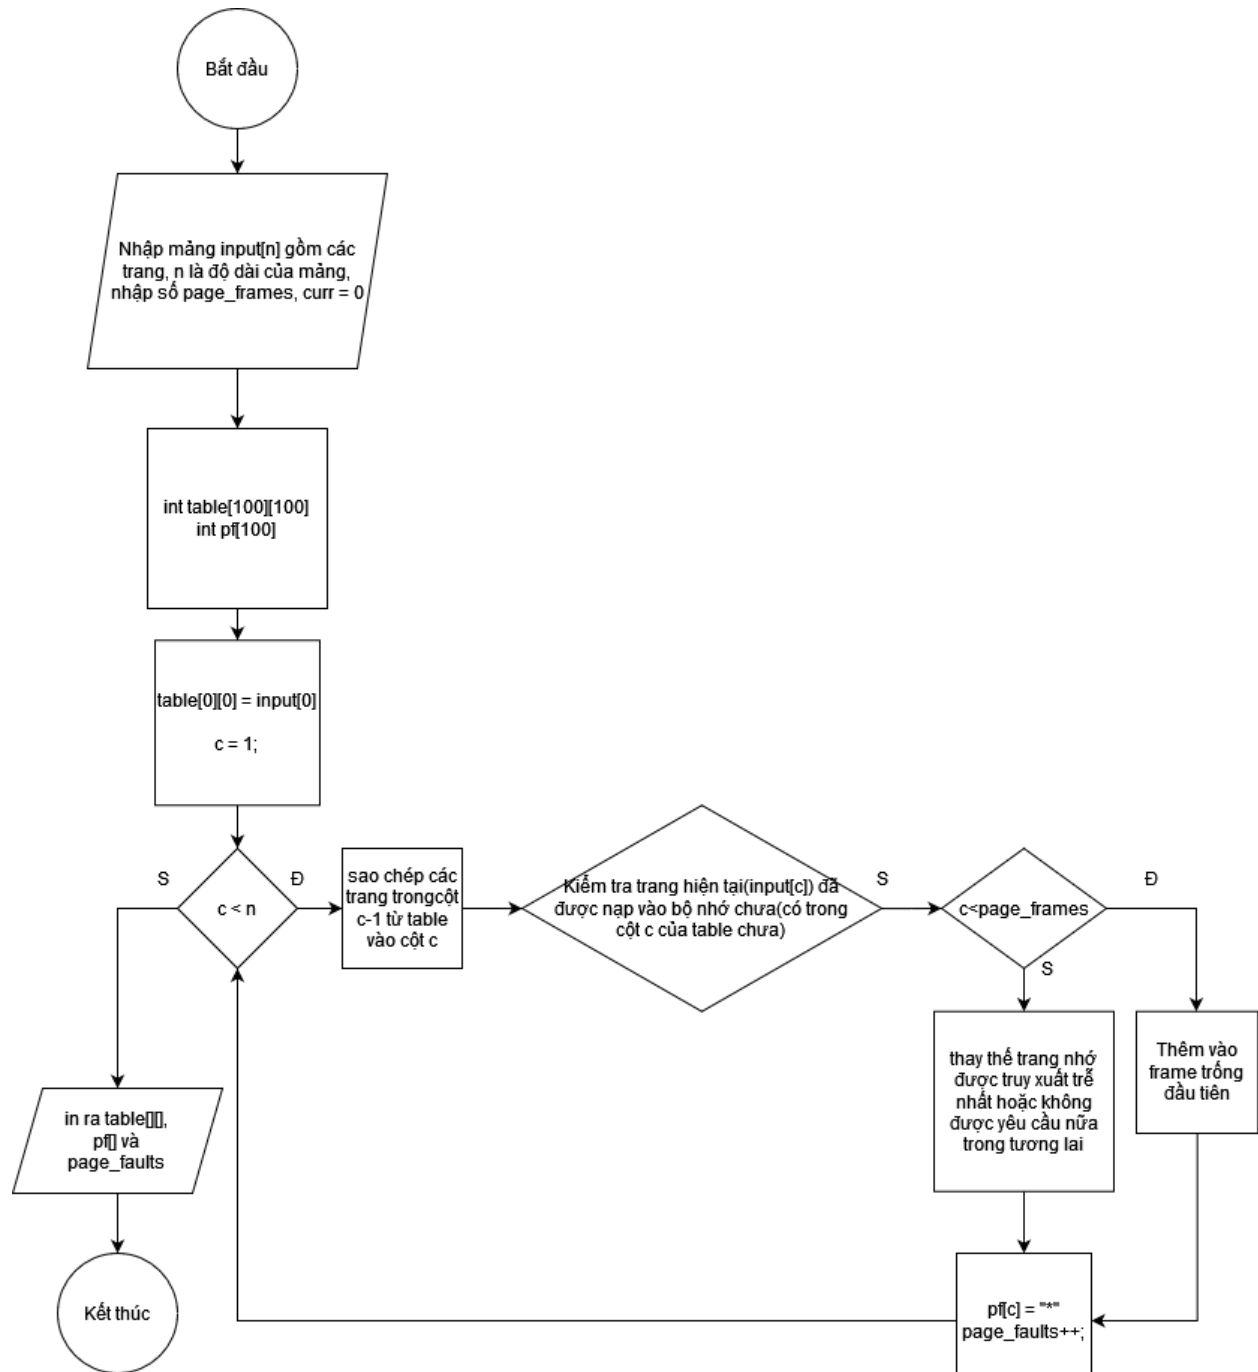 Bắt đầu
Nhập mảng input[n] gồm các
trang, n là độ dài của mảng,
nhập số page_frames, curr = 0
int table[100][100]
int pf[100]
table[0][0] = input[0]
c = 1;
S
c < n
Đ
sao chép các
trang trongcột
c-1 từ table
vào cột c
Kiểm tra trang hiện tại(input[c]) đã
được nạp vào bộ nhớ chưa(có trong
cột c của table chưa)
S
c<page_frames
Đ
S
thay thế trang nhớ
được truy xuất trễ
nhất hoặc không
được yêu cầu nữa
trong tương lai
Thêm vào
frame trống
đầu tiên
in ra table[][],
pf[] và
page_faults
Kết thúc
pf[c] = "*"
page_faults++;